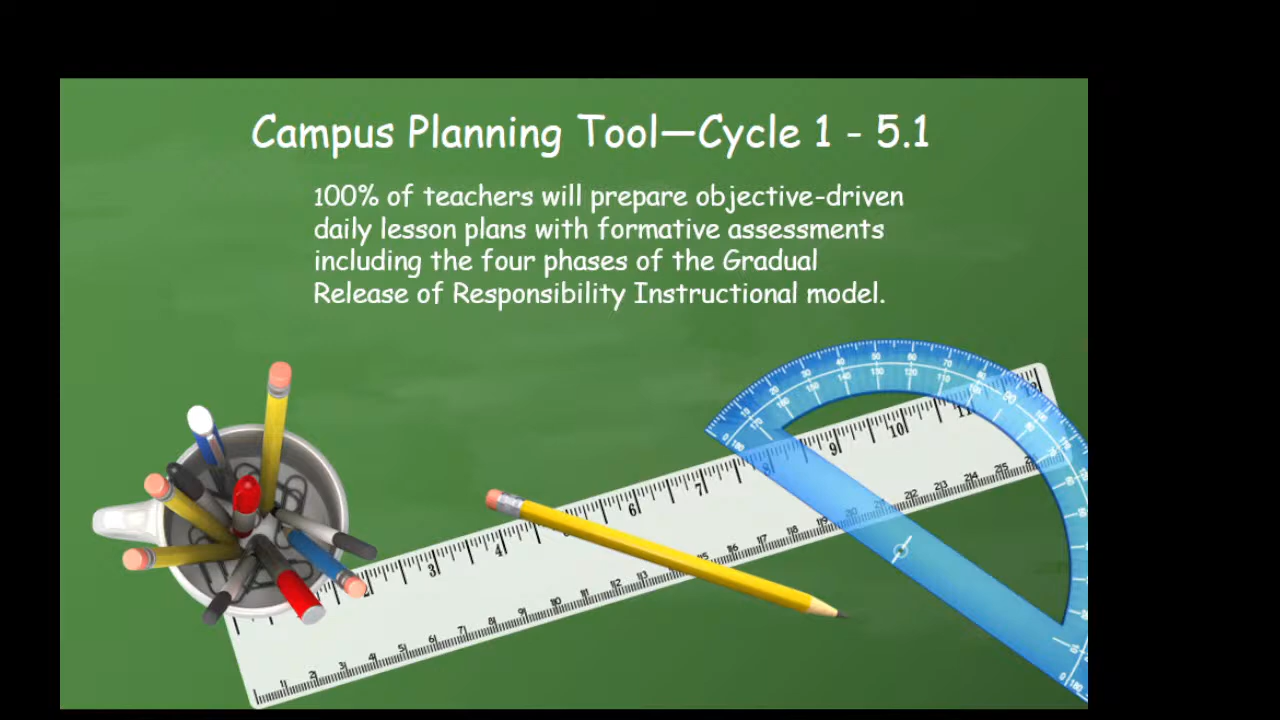 Campus Planning Tool—Cycle 1 - 5.1
100% of teachers will prepare objective-driven
daily lesson plans with formative assessments
including the four phases of the Gradual
Release of Responsibility Instructional model.